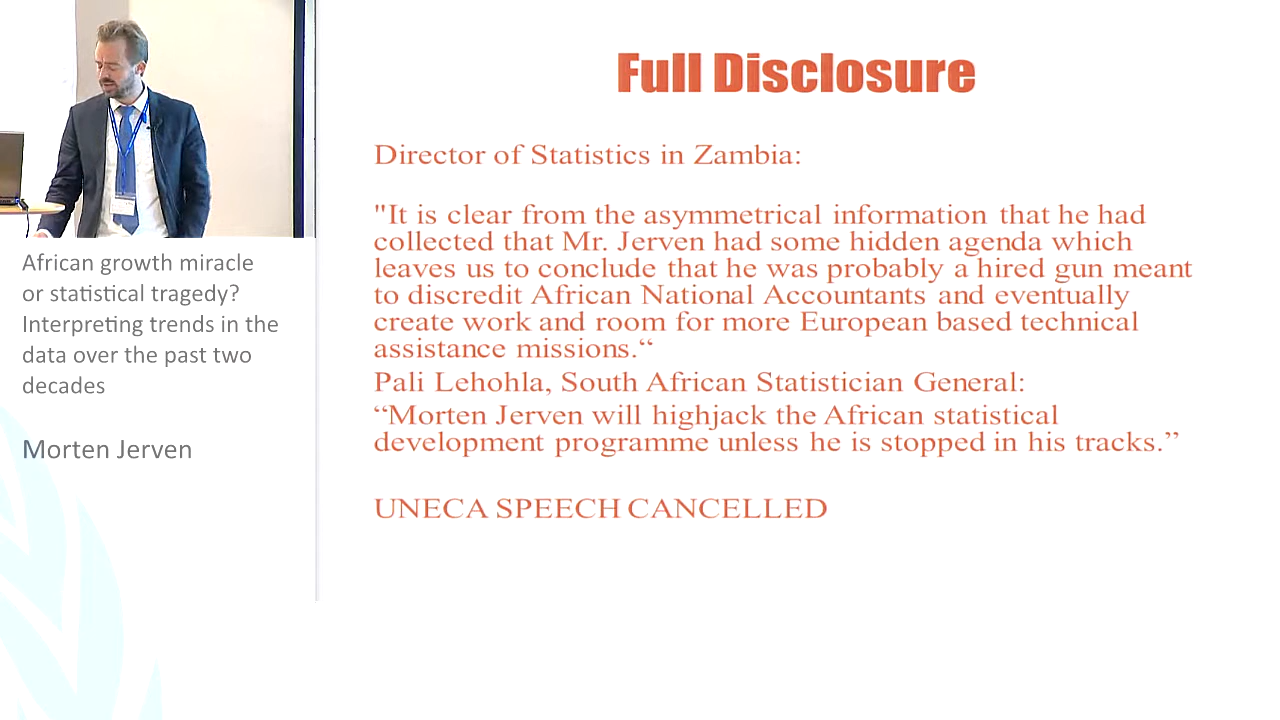 Full Disclosure
Director of Statistics in Zambia:
"It is clear from the asymmetrical information that he had
collected that Mr. Jerven had some hidden agenda which
leaves us to conclude that he was probably a hired gun meant
to discredit African National Accountants and eventually
create work and room for more European based technical
assistance missions.“
Pali Lehohla, South African Statistician General:
“Morten Jerven will highjack the African statistical
development programme unless he is stopped in his tracks.”
UNECA SPEECH CANCELLED
African growth miracle
or statistical tragedy?
Interpreting trends in the
data over the past two
decades
Morten Jerven